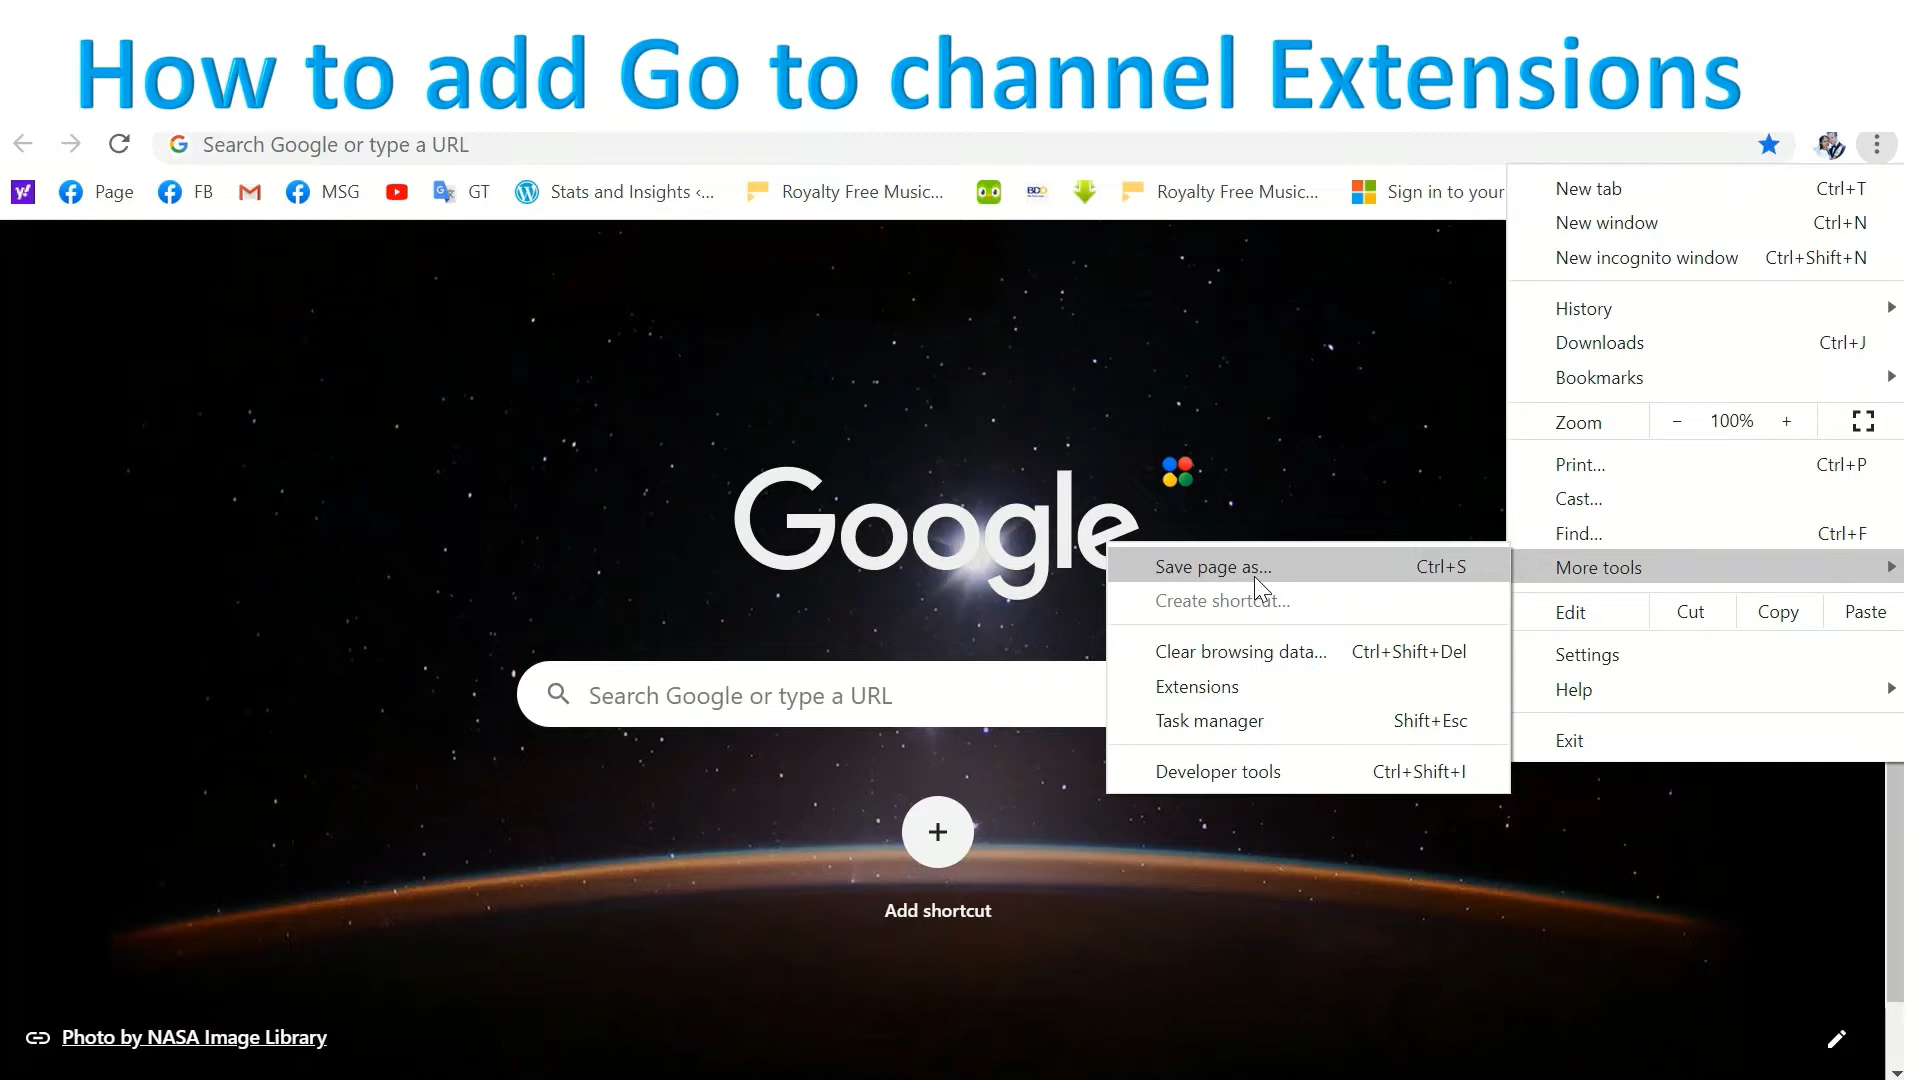 How to add Go to channel Extensions
Search Google or type a URL
Page FB MSG GT Stats and Insights ‹... Royalty Free Music... BDO Royalty Free Music... Sign in to your
New tab Ctrl+T
New window Ctrl+N
New incognito window Ctrl+Shift+N
History
Downloads Ctrl+J
Bookmarks
Zoom - 100% +
Print... Ctrl+P
Cast...
Find... Ctrl+F
More tools
Edit Cut Copy Paste
Settings
Help
Exit
Google
Save page as... Ctrl+S
Create shortcut...
Clear browsing data... Ctrl+Shift+Del
Extensions
Task manager Shift+Esc
Developer tools Ctrl+Shift+I
Search Google or type a URL
Add shortcut
Photo by NASA Image Library